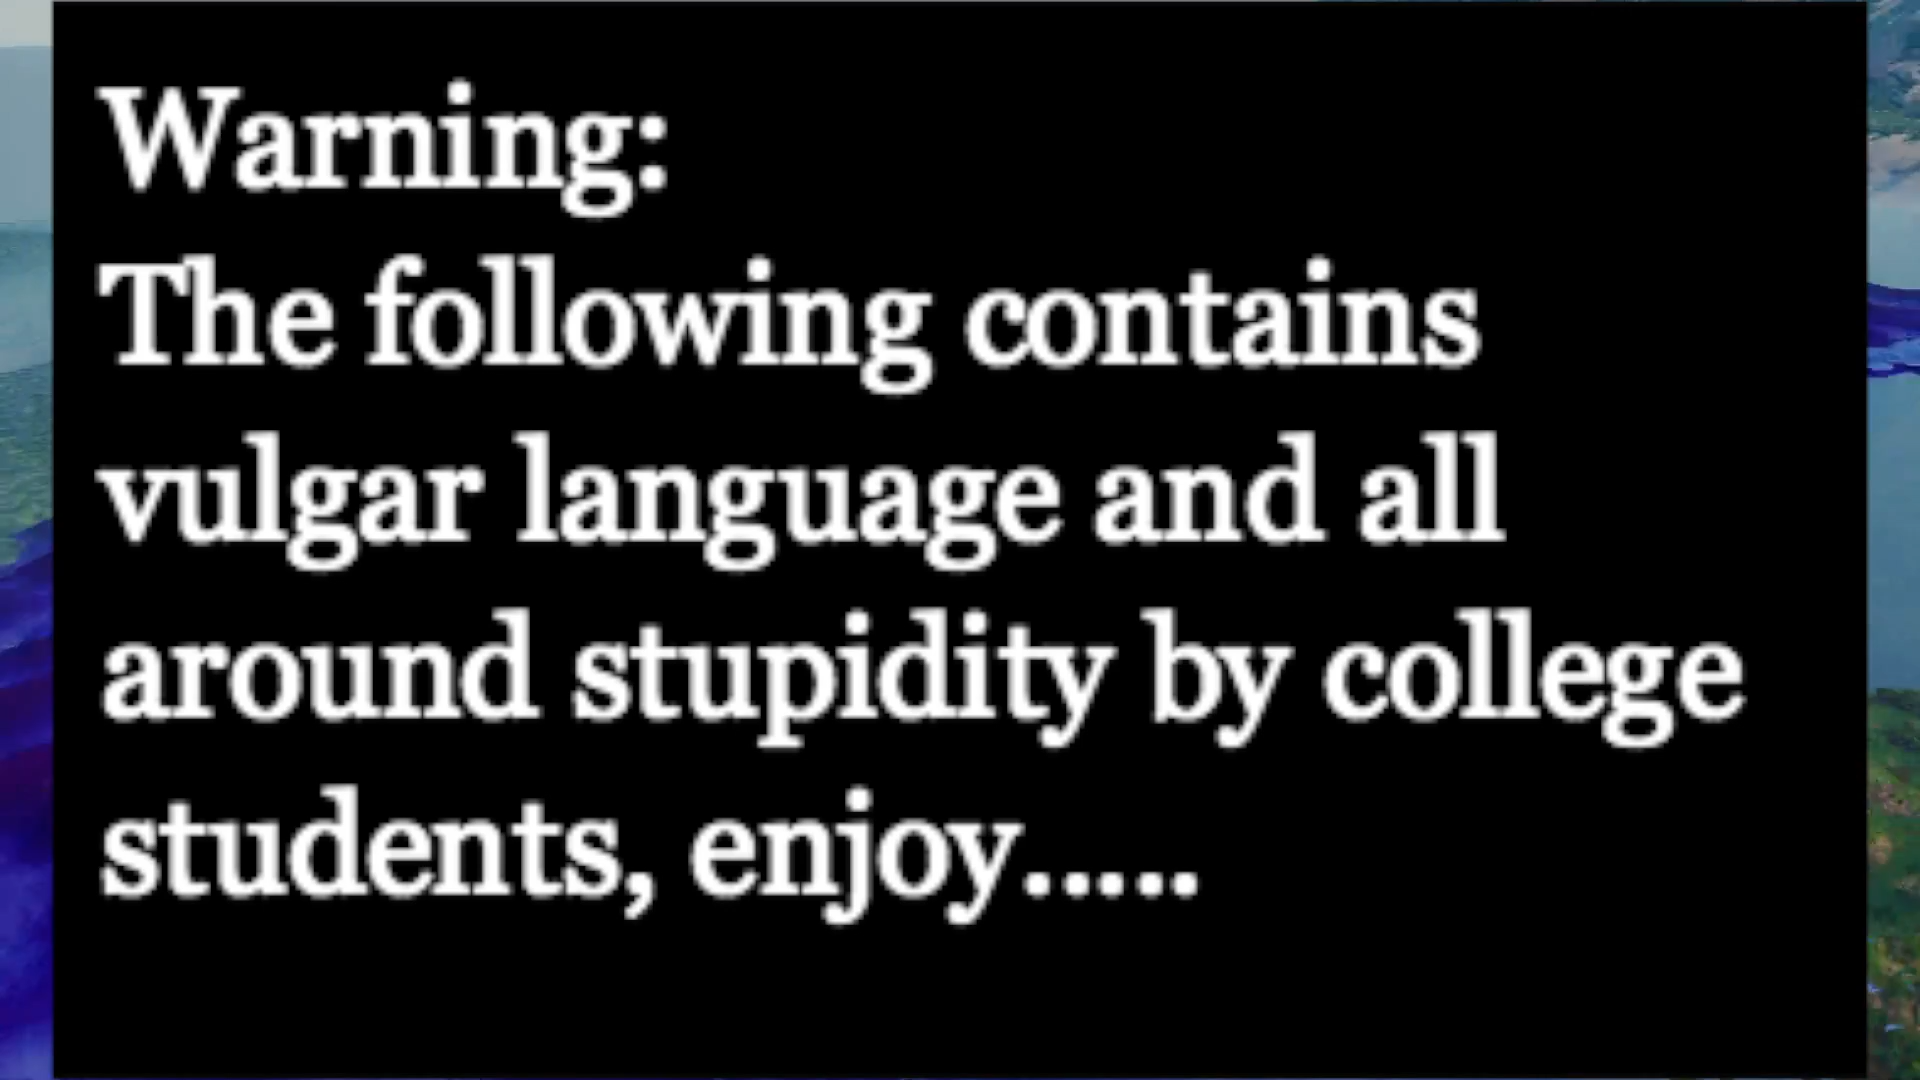 Warning:
The following contains
vulgar language and all
around stupidity by college
students, enjoy.....